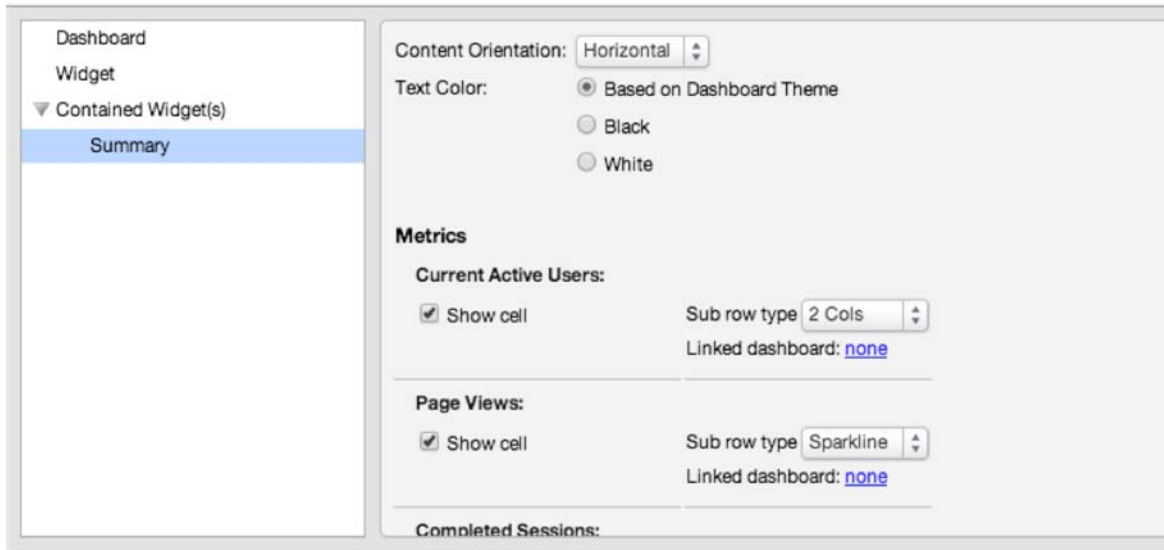 Dashboard
Widget
Contained Widget(s)
Summary
Content Orientation: Horizontal
Text Color: Based on Dashboard Theme
Black
White
Metrics
Current Active Users:
Show cell Sub row type 2 Cols
Linked dashboard: none
Page Views:
Show cell Sub row type Sparkline
Linked dashboard: none
Completed Sessions: